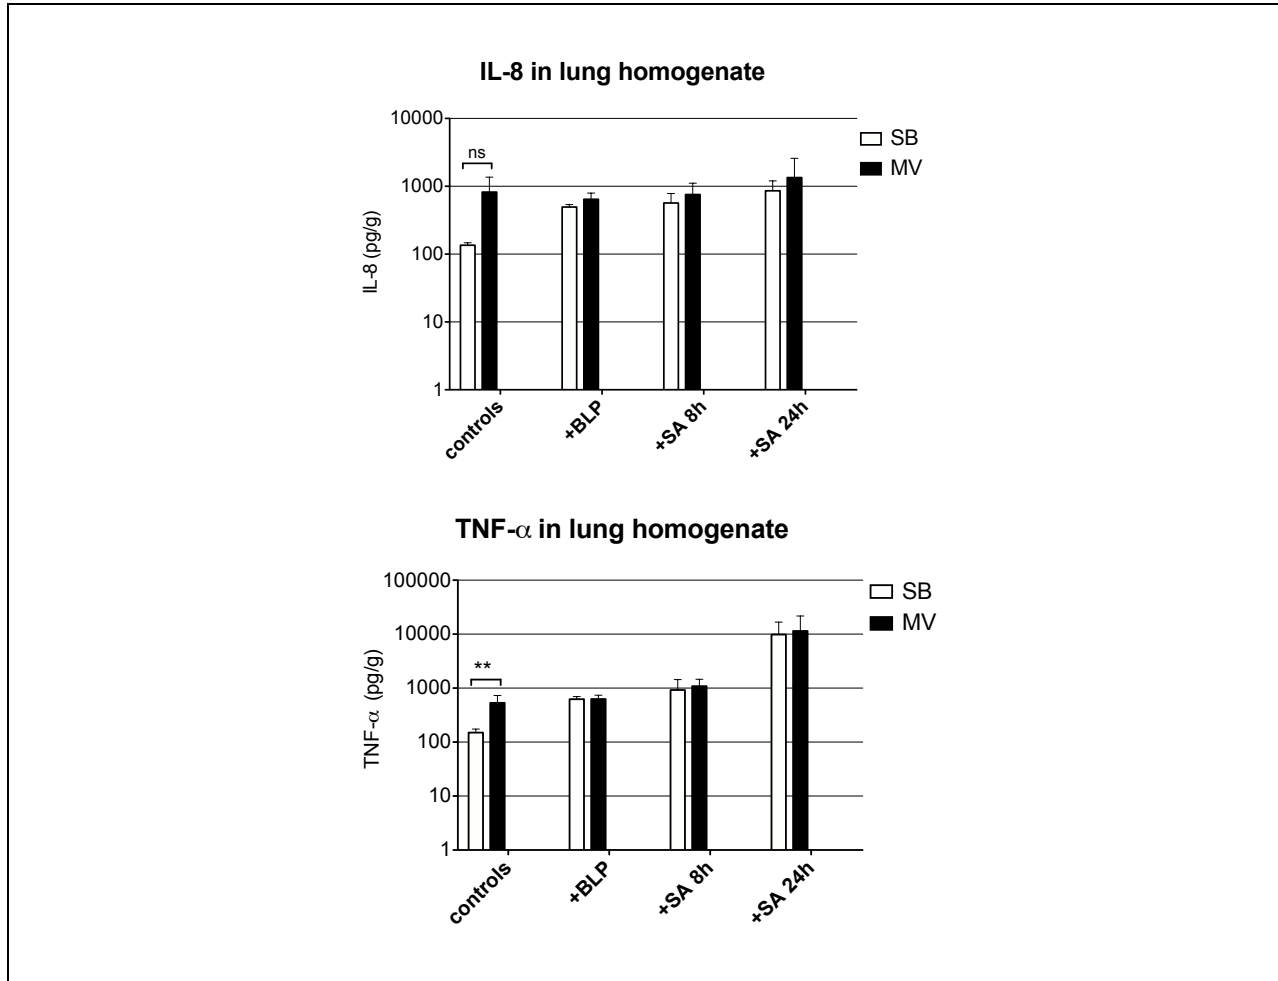 IL-8 in lung homogenate
10000
1000
100
10
1
IL-8 (pg/g)
ns
SB
MV
controls
+BLP
+SA 8h
+SA 24h
TNF-α in lung homogenate
100000
10000
1000
100
10
1
TNF-α (pg/g)
**
SB
MV
controls
+BLP
+SA 8h
+SA 24h